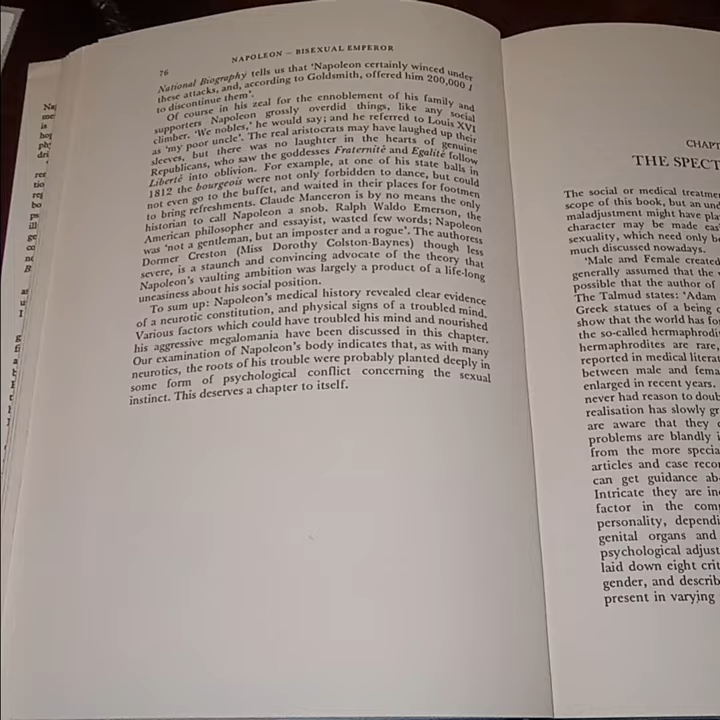 76
NAPOLEON – BISEXUAL EMPEROR
National Biography tells us that 'Napoleon certainly winced under
these attacks, and, according to Goldsmith, offered him 200,000 l
to discontinue them'.
Of course in his zeal for the ennoblement of his family and
supporters Napoleon grossly overdid things, like any social
climber. 'We nobles,' he would say; and he referred to Louis XVI
as 'my poor uncle'. The real aristocrats may have laughed up their
sleeves, but there was no laughter in the hearts of genuine
Republicans, who saw the goddesses Fraternité and Egalité follow
Liberté into oblivion. For example, at one of his state balls in
1812 the bourgeois were not only forbidden to dance, but could
not even go to the buffet, and waited in their places for footmen
to bring refreshments. Claude Manceron is by no means the only
historian to call Napoleon a snob. Ralph Waldo Emerson, the
American philosopher and essayist, wasted few words; Napoleon
was 'not a gentleman, but an imposter and a rogue'. The authoress
Dormer Creston (Miss Dorothy Colston-Baynes) though less
severe, is a staunch and convincing advocate of the theory that
Napoleon's vaulting ambition was largely a product of a life-long
uneasiness about his social position.
To sum up: Napoleon's medical history revealed clear evidence
of a neurotic constitution, and physical signs of a troubled mind.
Various factors which could have troubled his mind and nourished
his aggressive megalomania have been discussed in this chapter.
Our examination of Napoleon's body indicates that, as with many
neurotics, the roots of his trouble were probably planted deeply in
some form of psychological conflict concerning the sexual
instinct. This deserves a chapter to itself.
CHAPT
THE SPECT
The social or medical treatme
scope of this book, but an und
maladjustment might have pla
character may be made eas
sexuality, which need only b
much discussed nowadays.
'Male and Female created
generally assumed that the
possible that the author of
The Talmud states: 'Adam
Greek statues of a being
show that the world has for
the so-called hermaphrodi
hermaphrodites are rare,
reported in medical litera
between male and fema
enlarged in recent years.
never had reason to doub
realisation has slowly gr
are aware that they
problems are blandly i
from the more specia
articles and case reco
can get guidance ab
Intricate they are in
factor in the com
personality, dependi
genital organs and
psychological adjust
laid down eight crit
gender, and describ
present in varying